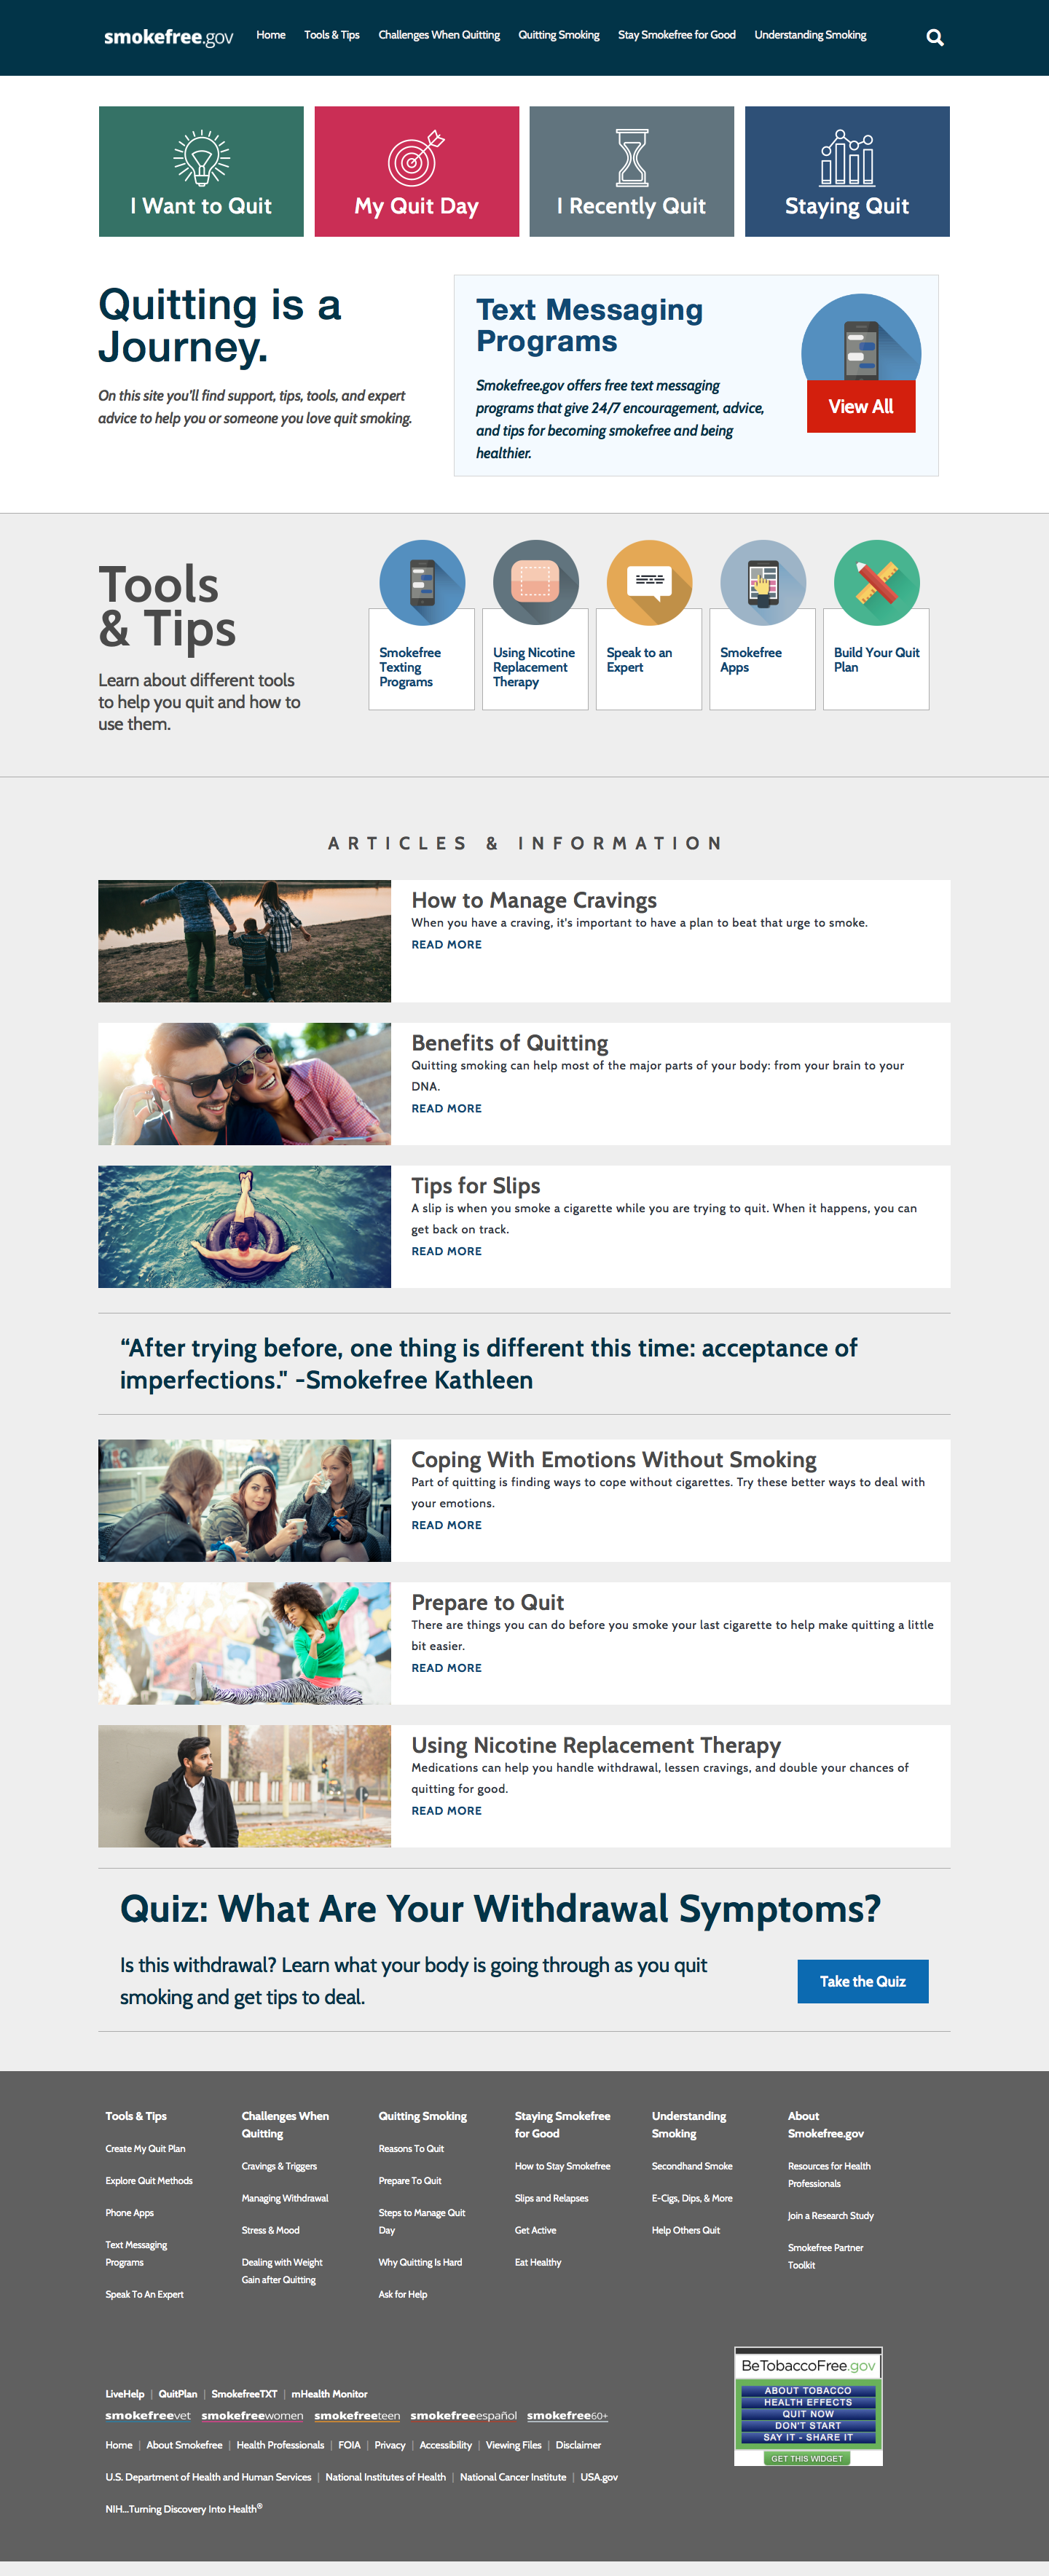 smokefree.gov
Home
Tools & Tips
Challenges When Quitting
Quitting Smoking
Stay Smokefree for Good
Understanding Smoking
I Want to Quit
My Quit Day
I Recently Quit
Staying Quit
Quitting is a
Journey.
On this site you'll find support, tips, tools, and expert
advice to help you or someone you love quit smoking.
Text Messaging
Programs
Smokefree.gov offers free text messaging
programs that give 24/7 encouragement, advice,
and tips for becoming smokefree and being
healthier.
View All
Tools
& Tips
Learn about different tools
to help you quit and how to
use them.
Smokefree
Texting
Programs
Using Nicotine
Replacement
Therapy
Speak to an
Expert
Smokefree
Apps
Build Your Quit
Plan
ARTICLES & INFORMATION
How to Manage Cravings
When you have a craving, it's important to have a plan to beat that urge to smoke.
READ MORE
Benefits of Quitting
Quitting smoking can help most of the major parts of your body: from your brain to your
DNA.
READ MORE
Tips for Slips
A slip is when you smoke a cigarette while you are trying to quit. When it happens, you can
get back on track.
READ MORE
“After trying before, one thing is different this time: acceptance of
imperfections." -Smokefree Kathleen
Coping With Emotions Without Smoking
Part of quitting is finding ways to cope without cigarettes. Try these better ways to deal with
your emotions.
READ MORE
Prepare to Quit
There are things you can do before you smoke your last cigarette to help make quitting a little
bit easier.
READ MORE
Using Nicotine Replacement Therapy
Medications can help you handle withdrawal, lessen cravings, and double your chances of
quitting for good.
READ MORE
Quiz: What Are Your Withdrawal Symptoms?
Is this withdrawal? Learn what your body is going through as you quit
smoking and get tips to deal.
Take the Quiz
Tools & Tips
Create My Quit Plan
Explore Quit Methods
Phone Apps
Text Messaging
Programs
Speak To An Expert
Challenges When
Quitting
Cravings & Triggers
Managing Withdrawal
Stress & Mood
Dealing with Weight
Gain after Quitting
Quitting Smoking
Reasons To Quit
Prepare To Quit
Steps to Manage Quit
Day
Why Quitting Is Hard
Ask for Help
Staying Smokefree
for Good
How to Stay Smokefree
Slips and Relapses
Get Active
Eat Healthy
Understanding
Smoking
Secondhand Smoke
E-Cigs, Dips, & More
Help Others Quit
About
Smokefree.gov
Resources for Health
Professionals
Join a Research Study
Smokefree Partner
Toolkit
LiveHelp | QuitPlan | SmokefreeTXT | mHealth Monitor
smokefreevet smokefreewomen smokefreeteen smokefreeespañol smokefree60+
Home | About Smokefree | Health Professionals | FOIA | Privacy | Accessibility | Viewing Files | Disclaimer
U.S. Department of Health and Human Services | National Institutes of Health | National Cancer Institute | USA.gov
NIH...Turning Discovery Into Health®
BeTobaccoFree.gov
ABOUT TOBACCO
HEALTH EFFECTS
QUIT NOW
DON'T START
SAY IT - SHARE IT
GET THIS WIDGET